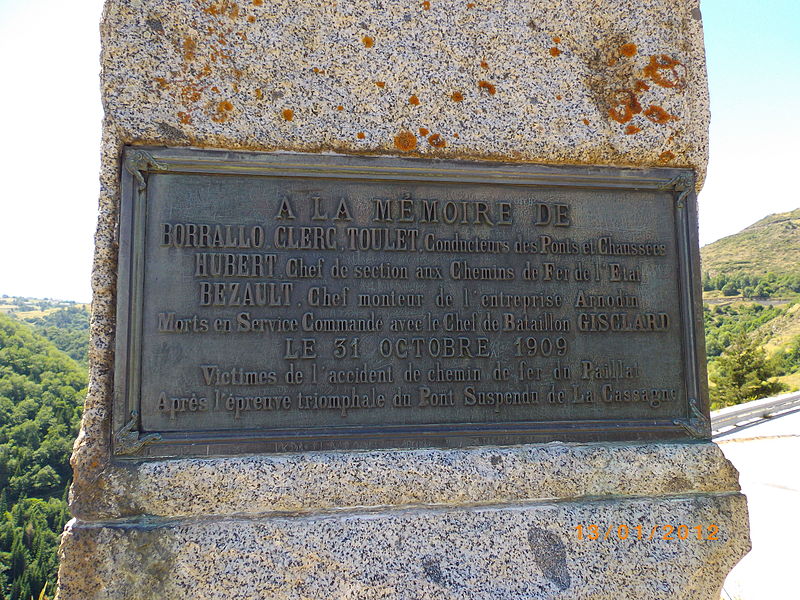 A LA MÉMOIRE DE
BORRALLO, CLERC, TOULET, Conducteurs des Ponts et Chaussées
HUBERT, Chef de section aux Chemins de Fer de l'Etat
BEZAULT, Chef monteur de l'entreprise Arnodin
Morts en Service Commandé avec le Chef de Bataillon GISCLARD
LE 31 OCTOBRE 1909
Victimes de l'accident de chemin de fer du Paillat
Après l'épreuve triomphale du Pont Suspendu de La Cassagne
13/01/2012